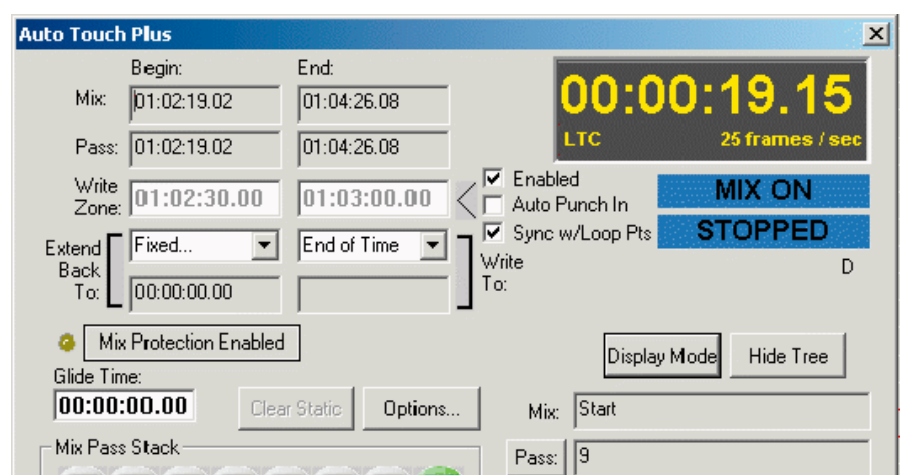 Auto Touch Plus
Begin: End:
Mix: 01:02:19.02 01:04:26.08
00:00:19.15
LTC 25 frames / sec
Pass: 01:02:19.02 01:04:26.08
Write Zone: 01:02:30.00 01:03:00.00
Enabled
Auto Punch In
Sync w/Loop Pts
MIX ON
STOPPED
Extend Back To:
Fixed... End of Time
Write To:
D
00:00:00.00
Mix Protection Enabled
Display Mode Hide Tree
Glide Time:
00:00:00.00 Clear Static Options...
Mix: Start
Mix Pass Stack
Pass: 9